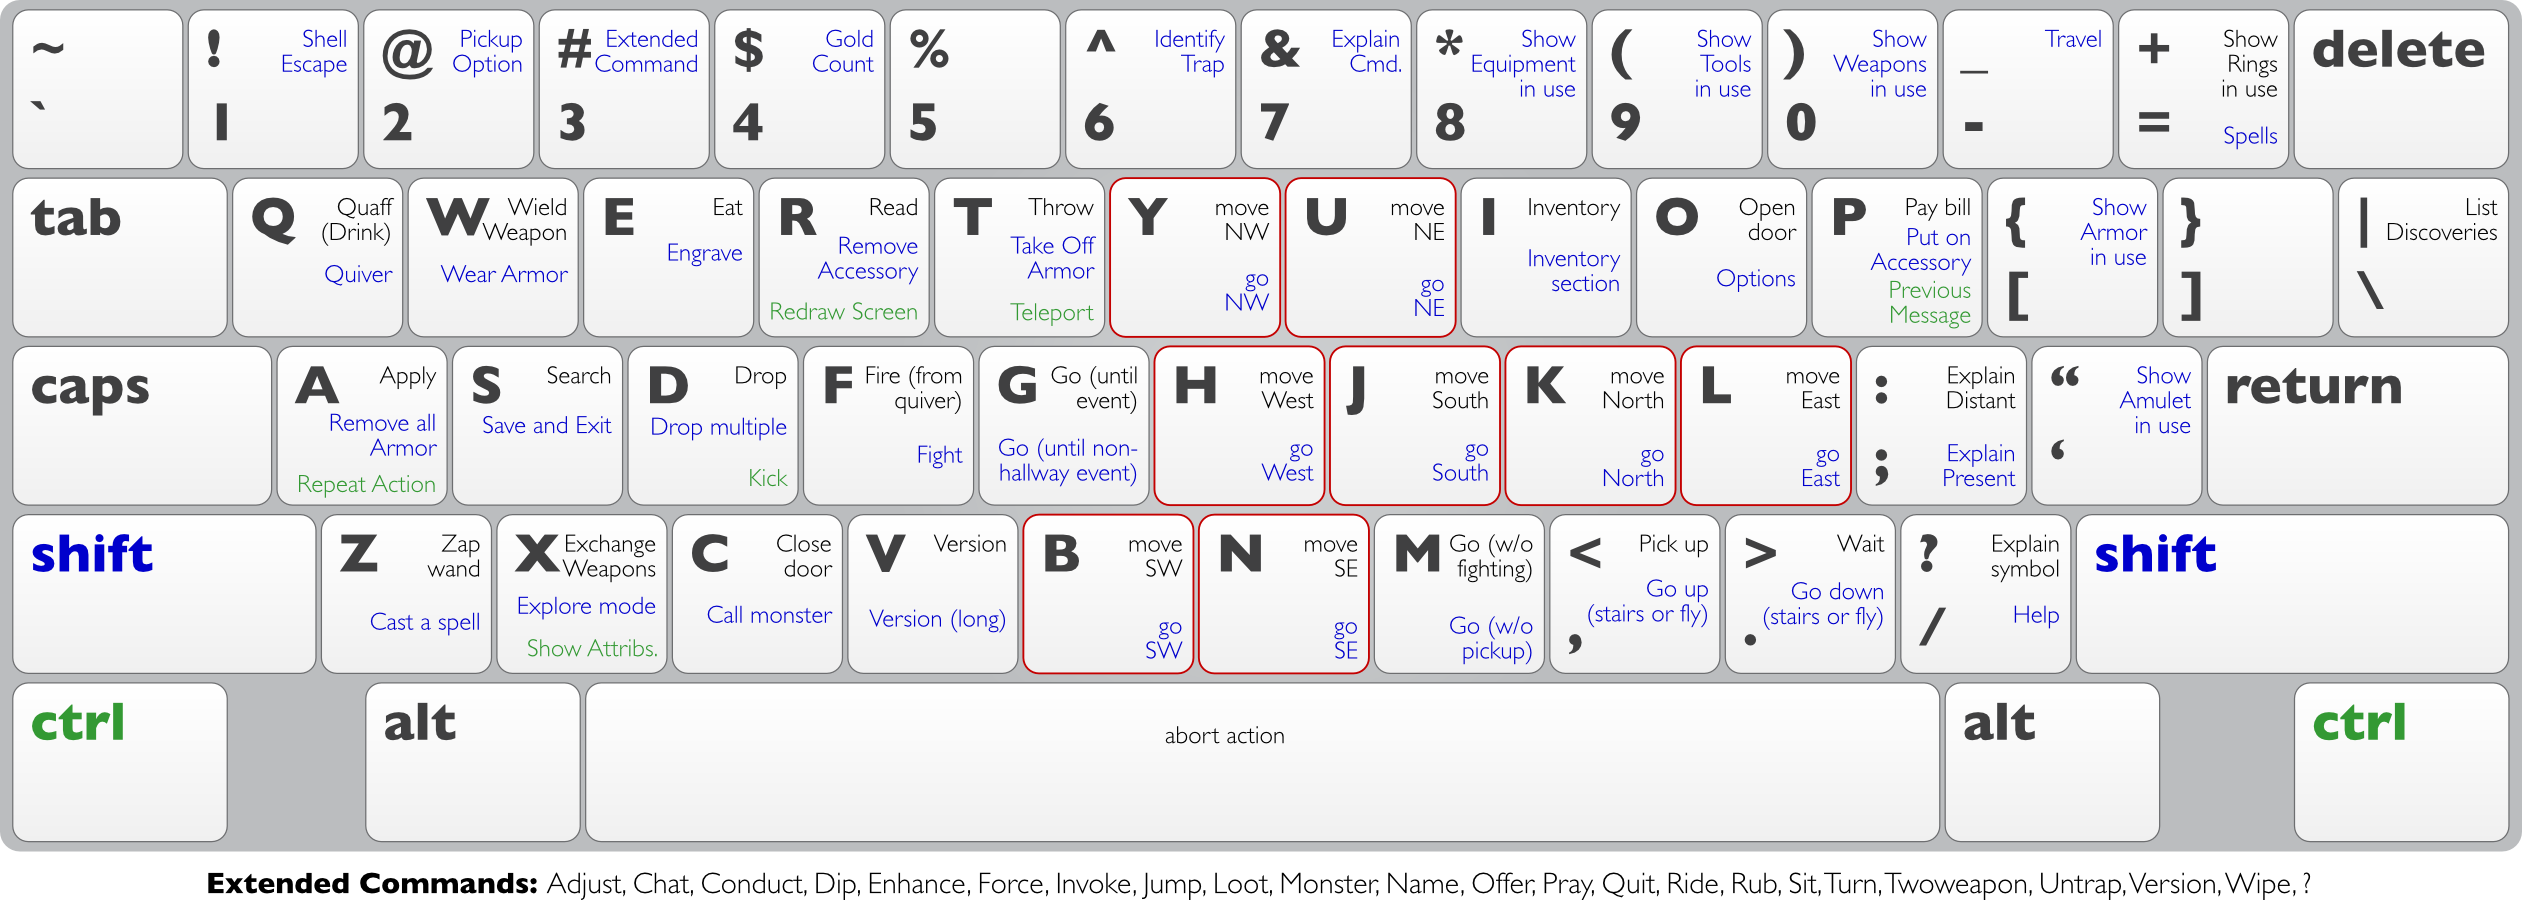 ~
`
! Shell
Escape
1
@ Pickup
Option
2
# Extended
Command
3
$ Gold
Count
4
%
5
^ Identify
Trap
6
& Explain
Cmd.
7
* Show
Equipment
in use
8
( Show
Tools
in use
9
) Show
Weapons
in use
0
_ Travel
-
+ Show
Rings
in use
= Spells
delete
tab
Q Quaff
(Drink)
Quiver
W Wield
Weapon
Wear Armor
E Eat
Engrave
R Read
Remove
Accessory
Redraw Screen
T Throw
Take Off
Armor
Teleport
Y move
NW
go
NW
U move
NE
go
NE
I Inventory
Inventory
section
O Open
door
Options
P Pay bill
Put on
Accessory
Previous
Message
{ Show
Armor
in use
[
}
]
| List
Discoveries
\
caps
A Apply
Remove all
Armor
Repeat Action
S Search
Save and Exit
D Drop
Drop multiple
Kick
F Fire (from
quiver)
Fight
G Go (until
event)
Go (until non-
hallway event)
H move
West
go
West
J move
South
go
South
K move
North
go
North
L move
East
go
East
: Explain
Distant
; Explain
Present
“ Show
Amulet
in use
‘
return
shift
Z Zap
wand
Cast a spell
X Exchange
Weapons
Explore mode
Show Attribs.
C Close
door
Call monster
V Version
Version (long)
B move
SW
go
SW
N move
SE
go
SE
M Go (w/o
fighting)
Go (w/o
pickup)
< Pick up
Go up
(stairs or fly)
,
> Wait
Go down
(stairs or fly)
.
? Explain
symbol
Help
/
shift
ctrl
alt
abort action
alt
ctrl
Extended Commands: Adjust, Chat, Conduct, Dip, Enhance, Force, Invoke, Jump, Loot, Monster, Name, Offer, Pray, Quit, Ride, Rub, Sit, Turn, Twoweapon, Untrap, Version, Wipe, ?